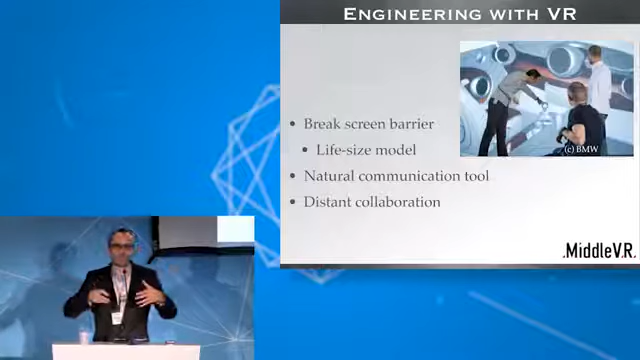 ENGINEERING WITH VR
• Break screen barrier
• Life-size model
• Natural communication tool
• Distant collaboration
(c) BMW
.MiddleVR.